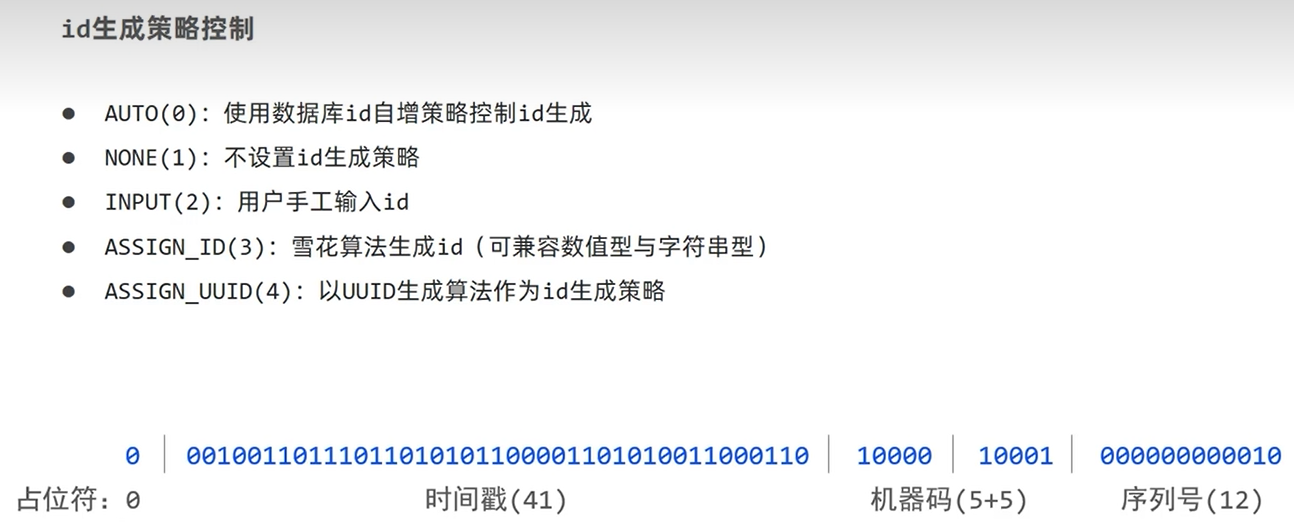 id生成策略控制
● AUTO(0)：使用数据库id自增策略控制id生成
● NONE(1)：不设置id生成策略
● INPUT(2)：用户手工输入id
● ASSIGN_ID(3)：雪花算法生成id（可兼容数值型与字符串型）
● ASSIGN_UUID(4)：以UUID生成算法作为id生成策略
0 | 00100110111011010101100001101010011000110 | 10000 | 10001 | 000000000010
占位符：0 时间戳(41) 机器码(5+5) 序列号(12)